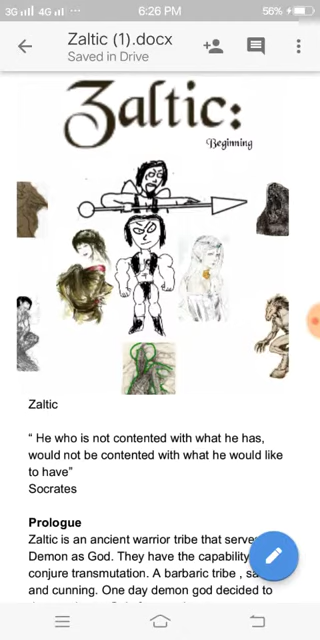 3G 4G ... 6:26 PM 56%
Zaltic (1).docx
Saved in Drive
Zaltic:
Beginning
Zaltic
“ He who is not contented with what he has,
would not be contented with what he would like
to have”
Socrates
Prologue
Zaltic is an ancient warrior tribe that
Demon as God. They have the capability
conjure transmutation. A barbaric tribe ,
and cunning. One day demon god decided to